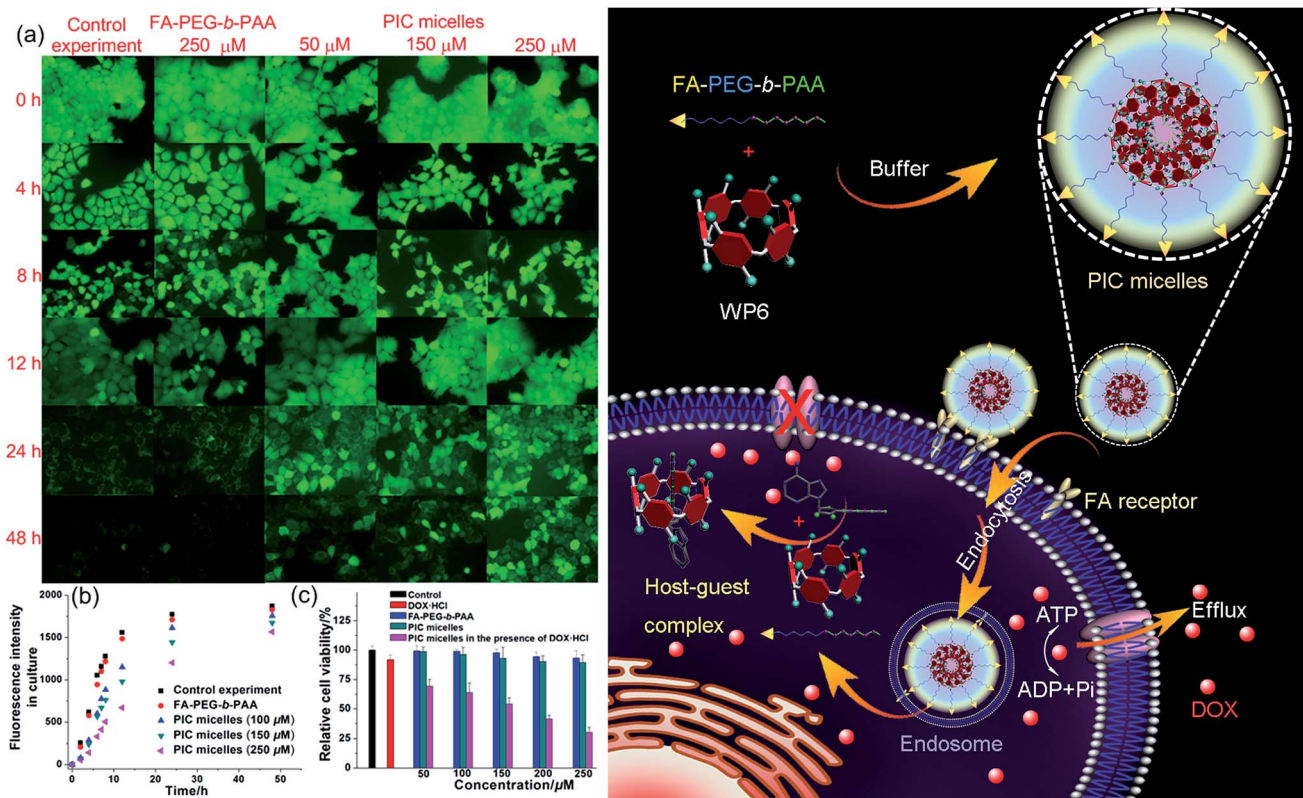 (a)
Control experiment
FA-PEG-b-PAA
250 μM
PIC micelles
50 μM
150 μM
250 μM
0 h
4 h
8 h
12 h
24 h
48 h
(b)
Fluorescence intensity
in culture
2000
1500
1000
500
0
0
10
20
30
40
50
Time/h
Control experiment
FA-PEG-b-PAA
PIC micelles (100 μM)
PIC micelles (150 μM)
PIC micelles (250 μM)
(c)
Relative cell viability/%
125
100
75
50
25
0
50
100
150
200
250
Concentration/μM
Control
DOX·HCl
FA-PEG-b-PAA
PIC micelles
PIC micelles in the presence of DOX·HCl
FA-PEG-b-PAA
+
WP6
Buffer
PIC micelles
X
Endocytosis
FA receptor
+
Host-guest
complex
Endosome
ATP
ADP+Pi
Efflux
DOX